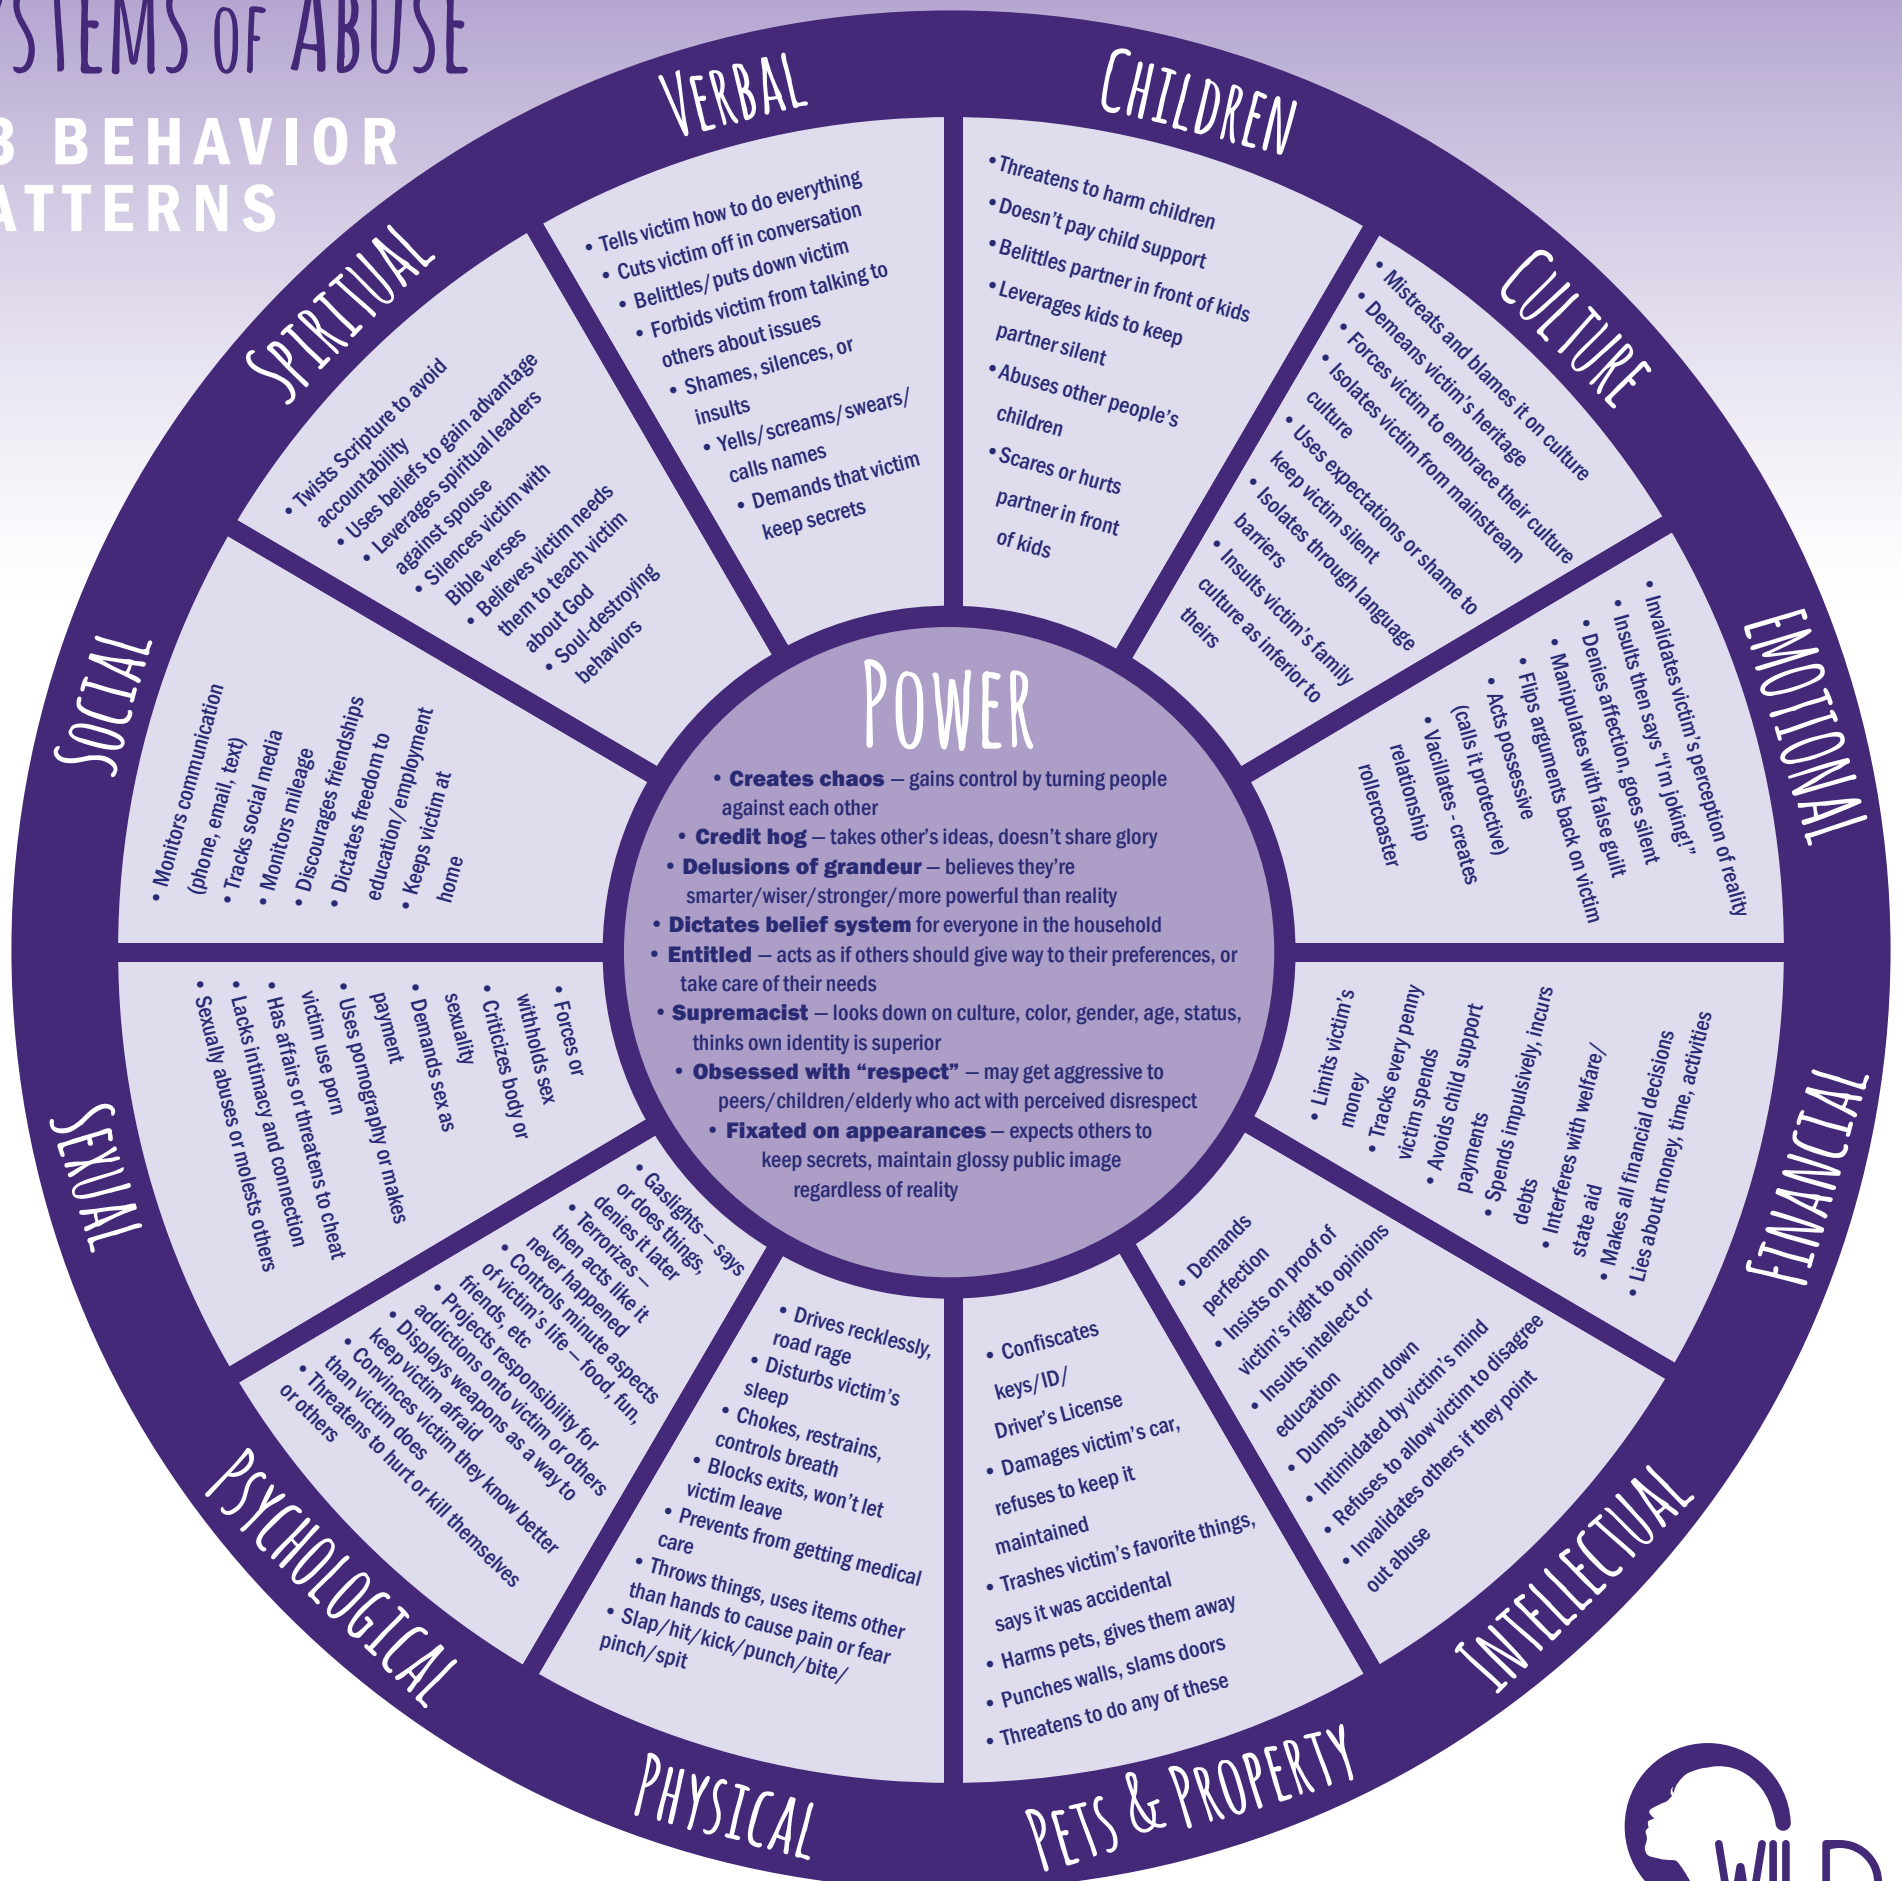 YSTEMS OF ABUSE
B BEHAVIOR
ATTERNS
VERBAL
• Tells victim how to do everything
• Cuts victim off in conversation
• Belittles/puts down victim
• Forbids victim from talking to
others about issues
• Shames, silences, or
insults
• Yells/screams/swears/
calls names
• Demands that victim
keep secrets
CHILDREN
• Threatens to harm children
• Doesn't pay child support
• Belittles partner in front of kids
• Leverages kids to keep
partner silent
• Abuses other people's
children
• Scares or hurts
partner in front
of kids
CULTURE
• Mistreats and blames it on culture
• Demeans victim's heritage
• Forces victim to embrace their culture
• Isolates victim from mainstream
culture
• Uses expectations or shame to
keep victim silent
• Isolates through language
barriers
• Insults victim's family
culture as inferior to
theirs
EMOTIONAL
• Invalidates victim's perception of reality
• Insults then says "I'm joking!"
• Denies affection, goes silent
• Manipulates with false guilt
• Flips arguments back on victim
• Acts possessive
(calls it protective)
• Vacillates - creates
relationship
rollercoaster
FINANCIAL
• Limits victim's
money
• Tracks every penny
victim spends
• Avoids child support
payments
• Spends impulsively, incurs
debts
• Interferes with welfare/
state aid
• Makes all financial decisions
• Lies about money, time, activities
INTELLECTUAL
• Demands
perfection
• Insists on proof of
victim's right to opinions
• Insults intellect or
education
• Dumbs victim down
• Intimidated by victim's mind
• Refuses to allow victim to disagree
• Invalidates others if they point
out abuse
PETS & PROPERTY
• Confiscates
keys/ID/
Driver's License
• Damages victim's car,
refuses to keep it
maintained
• Trashes victim's favorite things,
says it was accidental
• Harms pets, gives them away
• Punches walls, slams doors
• Threatens to do any of these
PHYSICAL
• Drives recklessly,
road rage
• Disturbs victim's
sleep
• Chokes, restrains,
controls breath
• Blocks exits, won't let
victim leave
• Prevents from getting medical
care
• Throws things, uses items other
than hands to cause pain or fear
• Slap/hit/kick/punch/bite/
pinch/spit
PSYCHOLOGICAL
• Gaslights — says
or does things,
denies it later
• Terrorizes —
then acts like it
never happened
• Controls minute aspects
of victim's life — food, fun,
friends, etc
• Projects responsibility for
addictions onto victim or others
• Displays weapons as a way to
keep victim afraid
• Convinces victim they know better
than victim does
• Threatens to hurt or kill themselves
or others
SEXUAL
• Forces or
withholds sex
• Criticizes body or
sexuality
• Demands sex as
payment
• Uses pornography or makes
victim use porn
• Has affairs or threatens to cheat
• Lacks intimacy and connection
• Sexually abuses or molests others
SOCIAL
• Monitors communication
(phone, email, text)
• Tracks social media
• Monitors mileage
• Discourages friendships
• Dictates freedom to
education/employment
• Keeps victim at
home
SPIRITUAL
• Twists Scripture to avoid
accountability
• Uses beliefs to gain advantage
• Leverages spiritual leaders
against spouse
• Silences victim with
Bible verses
• Believes victim needs
them to teach victim
about God
• Soul-destroying
behaviors
POWER
• Creates chaos — gains control by turning people
against each other
• Credit hog — takes other's ideas, doesn't share glory
• Delusions of grandeur — believes they're
smarter/wiser/stronger/more powerful than reality
• Dictates belief system for everyone in the household
• Entitled — acts as if others should give way to their preferences, or
take care of their needs
• Supremacist — looks down on culture, color, gender, age, status,
thinks own identity is superior
• Obsessed with "respect" — may get aggressive to
peers/children/elderly who act with perceived disrespect
• Fixated on appearances — expects others to
keep secrets, maintain glossy public image
regardless of reality
WILD